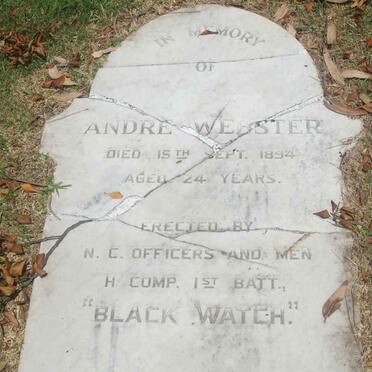 IN MEMORY
OF
ANDRE WEBSTER
DIED 15TH SEPT. 1894
AGED 24 YEARS.
ERECTED BY,
N. C. OFFICERS AND MEN
H COMP. 1ST BATT.,
"BLACK WATCH."